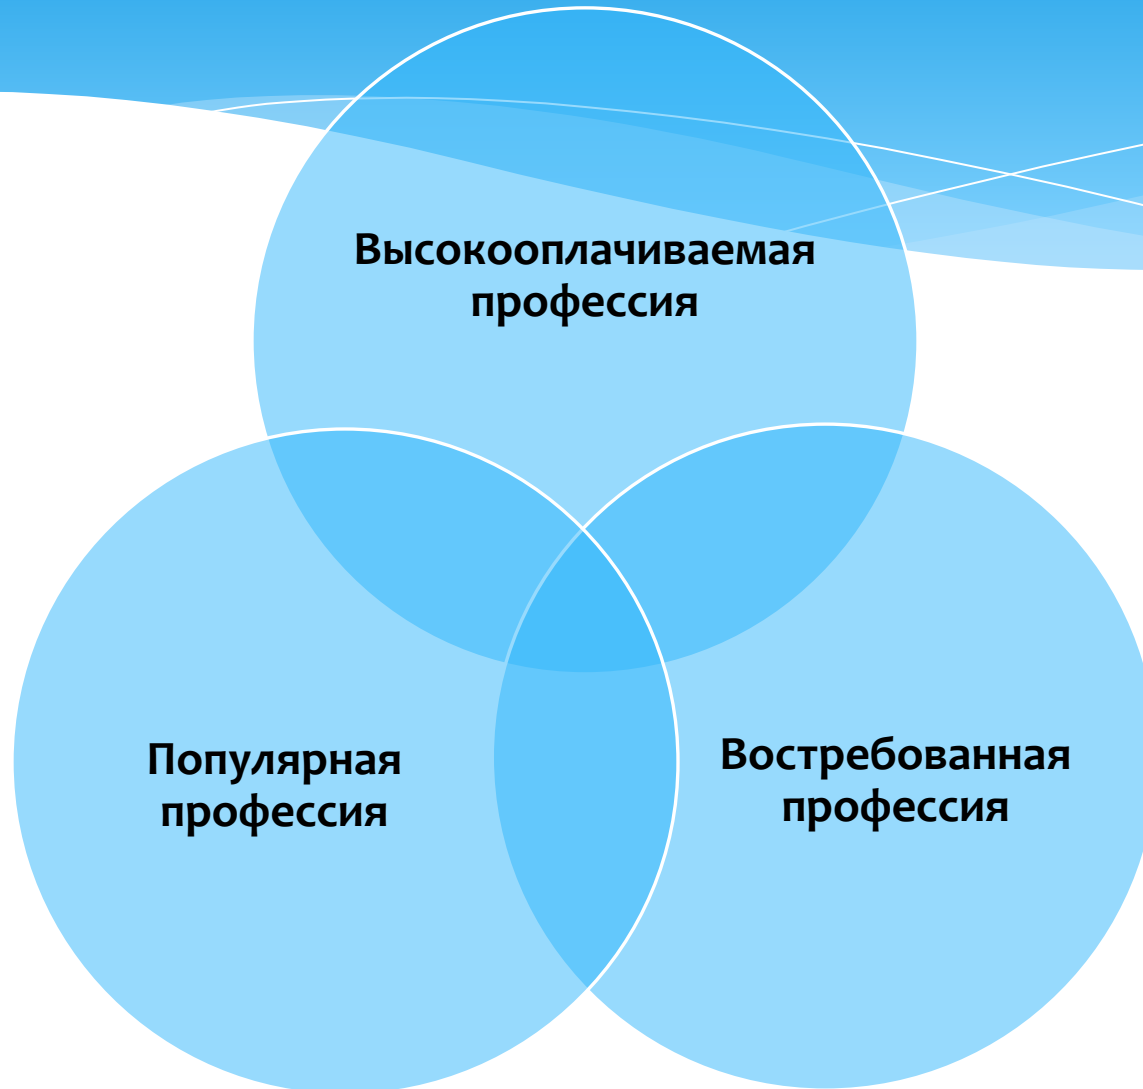 Высокооплачиваемая
профессия
Популярная
профессия
Востребованная
профессия